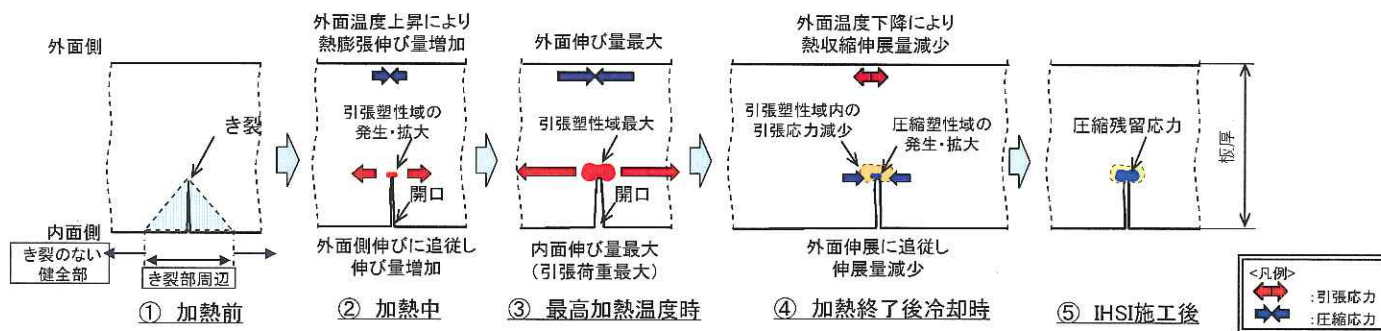 外面側
き裂
内面側
き裂のない
健全部
き裂部周辺
① 加熱前
外面温度上昇により
熱膨張伸び量増加
引張塑性域の
発生・拡大
開口
外面側伸びに追従し
伸び量増加
② 加熱中
外面伸び量最大
引張塑性域最大
開口
内面伸び量最大
(引張荷重最大)
③ 最高加熱温度時
外面温度下降により
熱収縮伸展量減少
引張塑性域内の
引張応力減少
圧縮塑性域の
発生・拡大
外面伸展に追従し
伸展量減少
④ 加熱終了後冷却時
圧縮残留応力
板厚
⑤ IHSI施工後
<凡例>
:引張応力
:圧縮応力